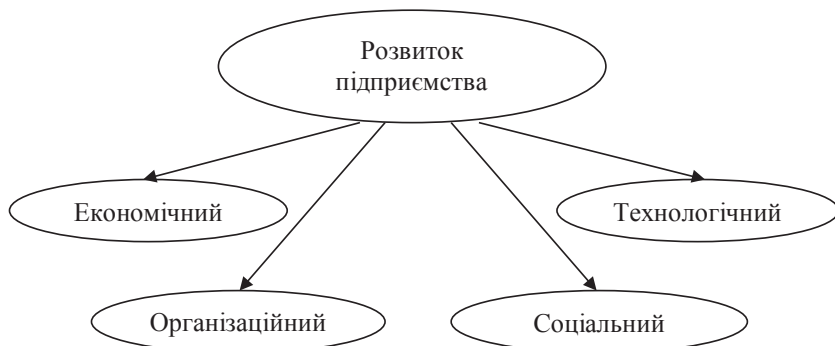 Розвиток
підприємства
Економічний
Технологічний
Організаційний
Соціальний